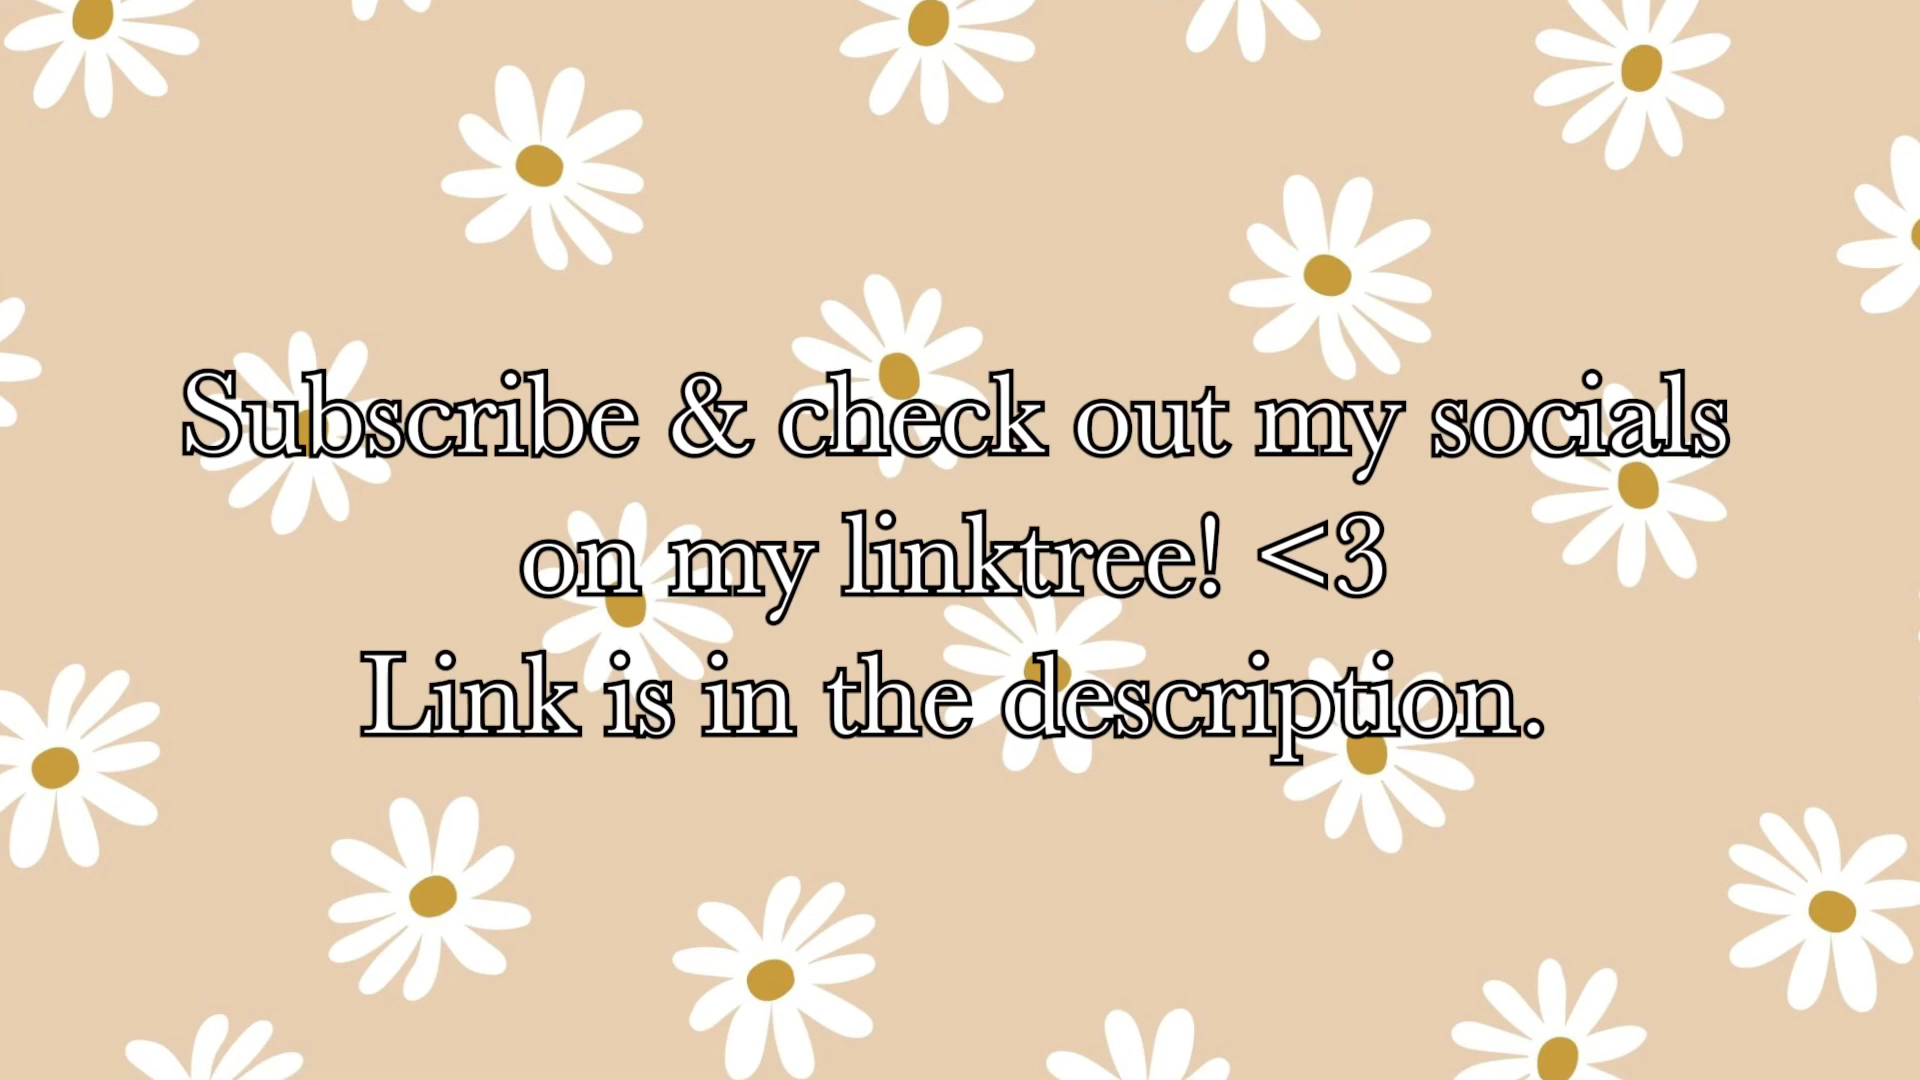 Subscribe & check out my socials
on my linktree! <3
Link is in the description.